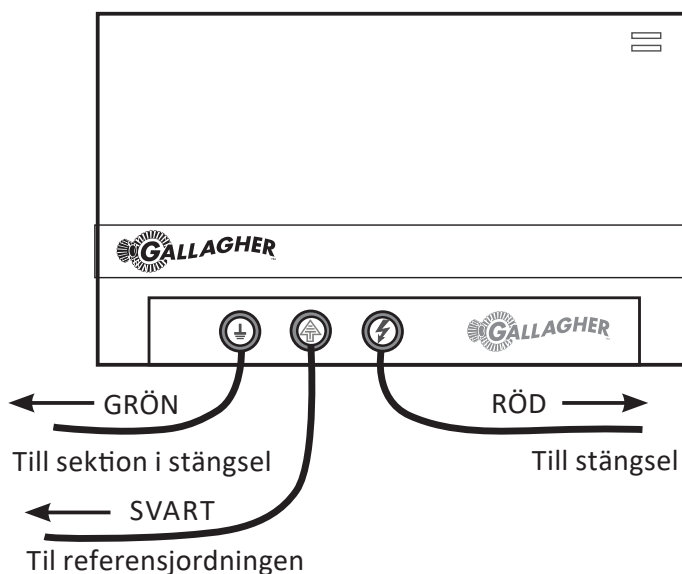 GALLAGHER
GALLAGHER
GRÖN
RÖD
Till sektion i stängsel
Till stängsel
SVART
Til referensjordningen